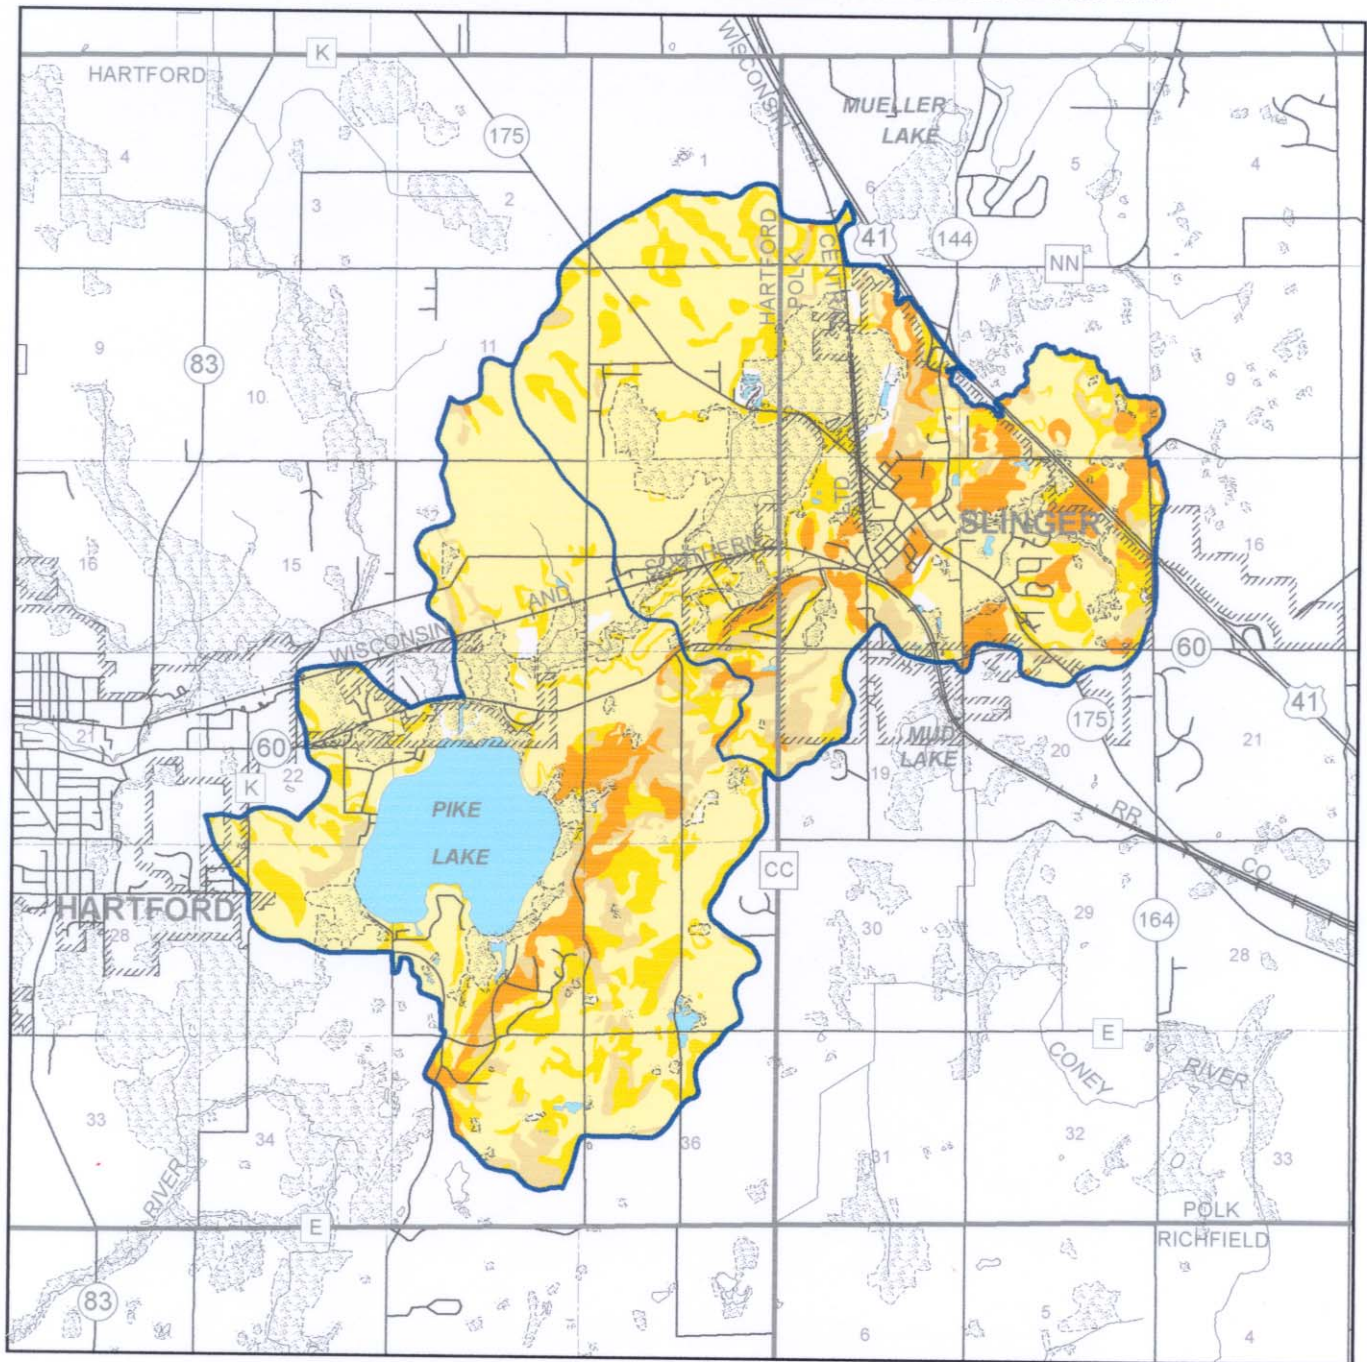 K
WISCONSIN
HARTFORD
MUELLER
LAKE
175
4
1
5
4
6
3
2
HARTFORD
POLK
CENTRAL
41
144
NN
9
83
11
10
9
LTD
SLINGER
16
15
16
SOUTHERN
AND
WISCONSIN
60
41
175
21
60
22
K
MUD
LAKE
19
20
21
PIKE
LAKE
RR
CO
CC
HARTFORD
28
30
29
164
28
E
CONEY
RIVER
33
34
36
31
32
33
RIVER
POLK
RICHFIELD
E
83
6
5
4